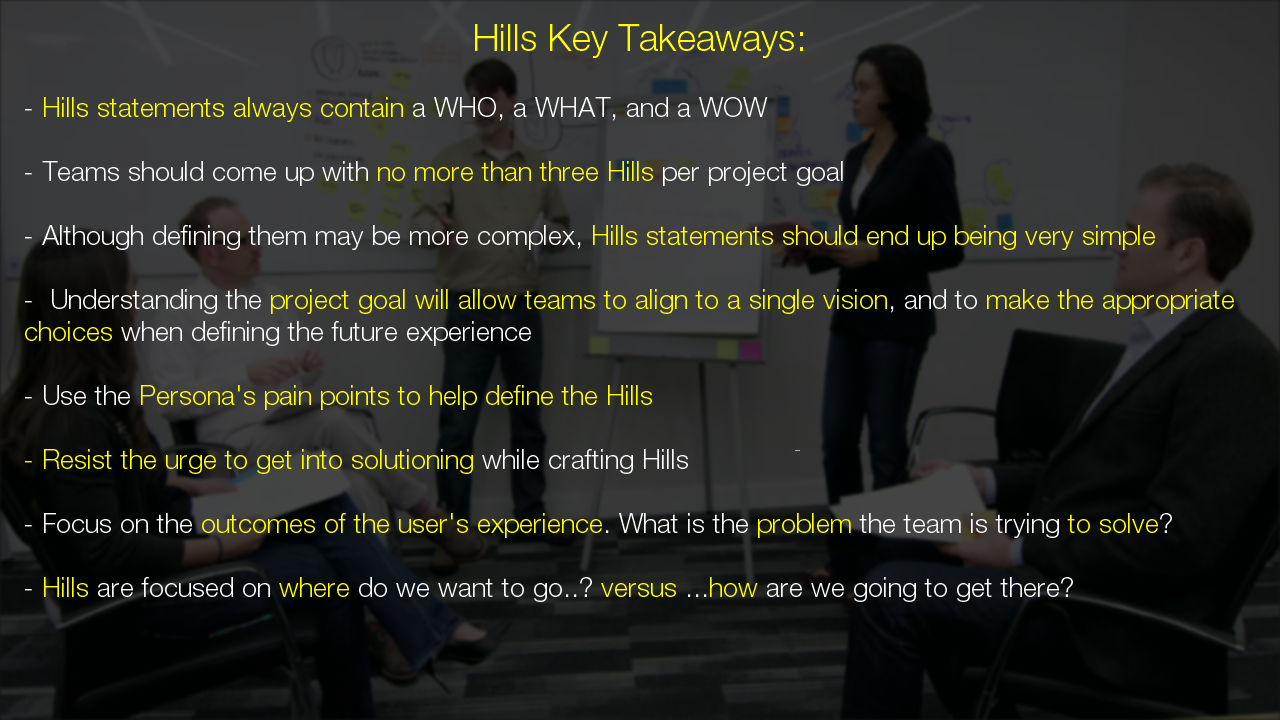 Hills Key Takeaways:
- Hills statements always contain a WHO, a WHAT, and a WOW
- Teams should come up with no more than three Hills per project goal
- Although defining them may be more complex, Hills statements should end up being very simple
- Understanding the project goal will allow teams to align to a single vision, and to make the appropriate
choices when defining the future experience
- Use the Persona's pain points to help define the Hills
- Resist the urge to get into solutioning while crafting Hills
-
- Focus on the outcomes of the user's experience. What is the problem the team is trying to solve?
- Hills are focused on where do we want to go..? versus ...how are we going to get there?